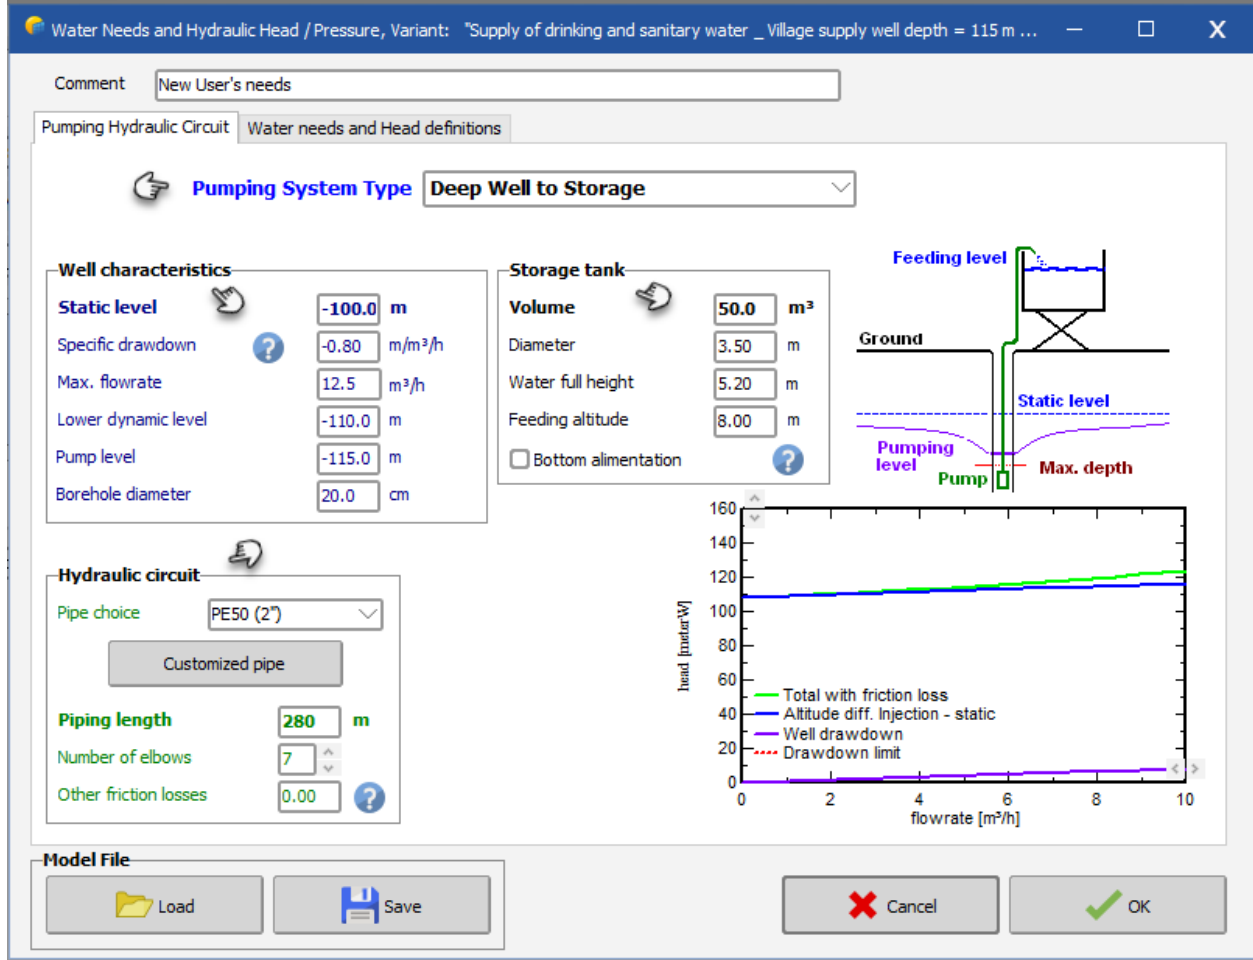 Water Needs and Hydraulic Head / Pressure, Variant: "Supply of drinking and sanitary water _ Village supply well depth = 115 m ...
Comment New User's needs
Pumping Hydraulic Circuit Water needs and Head definitions
Pumping System Type Deep Well to Storage
Well characteristics
Static level -100.0 m
Specific drawdown -0.80 m/m³/h
Max. flowrate 12.5 m³/h
Lower dynamic level -110.0 m
Pump level -115.0 m
Borehole diameter 20.0 cm
Storage tank
Volume 50.0 m³
Diameter 3.50 m
Water full height 5.20 m
Feeding altitude 8.00 m
Bottom alimentation
Feeding level
Ground
Static level
Pumping level
Max. depth
Pump
Hydraulic circuit
Pipe choice PE50 (2")
Customized pipe
Piping length 280 m
Number of elbows 7
Other friction losses 0.00
160
140
120
100
80
60
40
20
0
head [meterW]
Total with friction loss
Altitude diff. Injection - static
Well drawdown
Drawdown limit
0 2 4 6 8 10
flowrate [m³/h]
Model File
Load Save Cancel OK